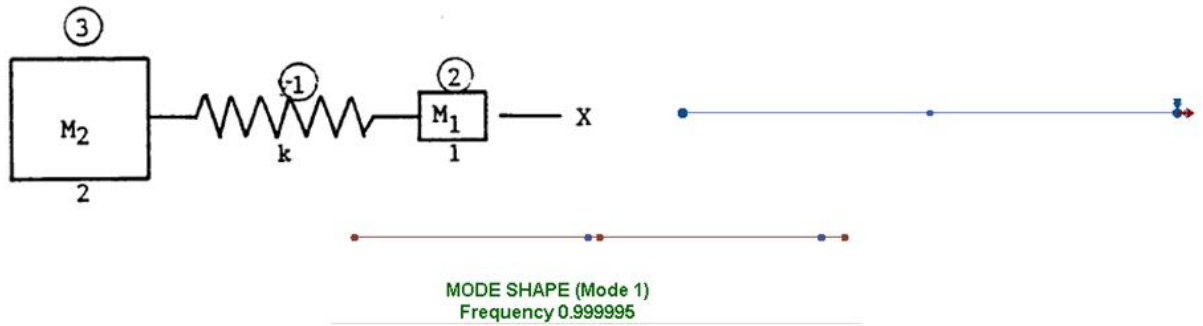 3
1
2
M₂
M₁
X
k
1
2
MODE SHAPE (Mode 1)
Frequency 0.999995